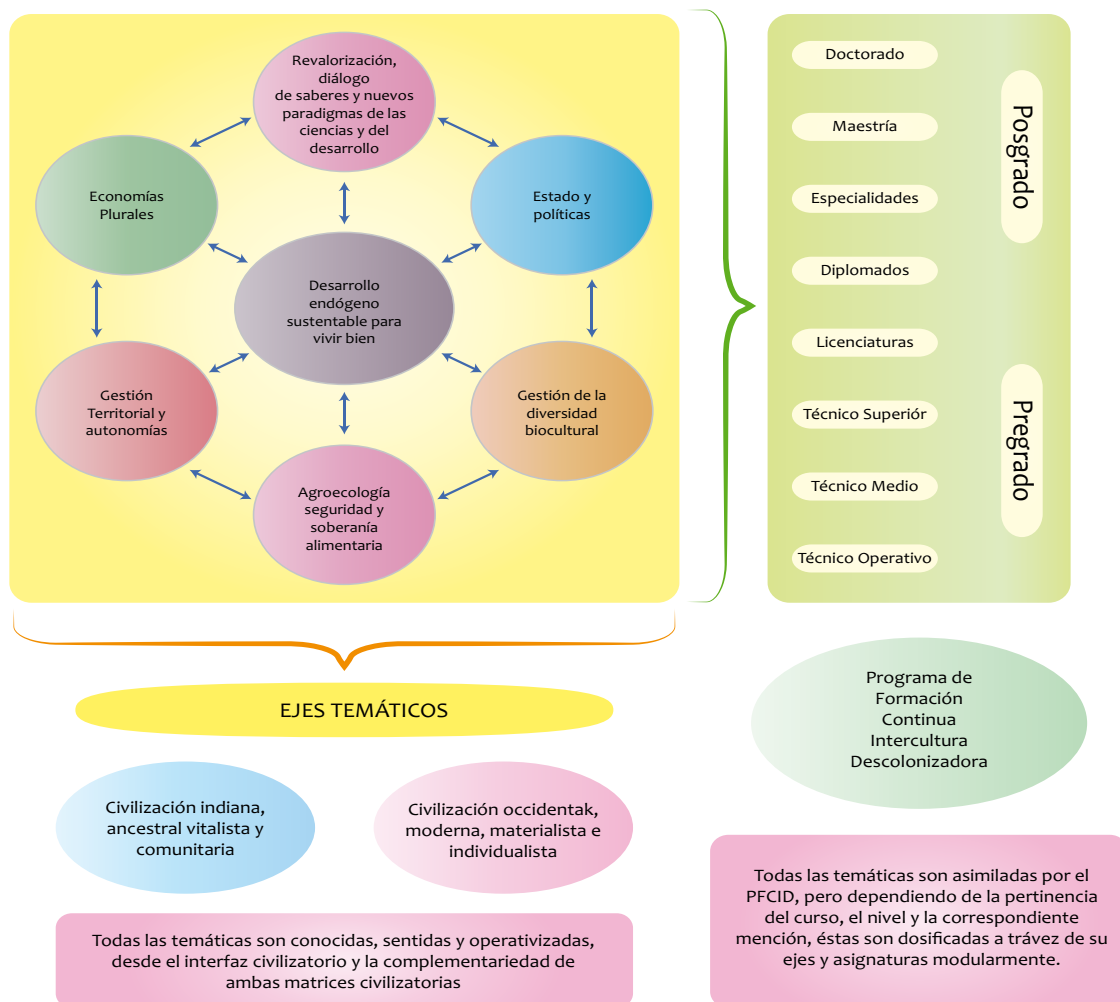 Revalorización,
diálogo
de saberes y nuevos
paradigmas de las
ciencias y del
desarrollo
Economías
Plurales
Estado y
políticas
Desarrollo
endógeno
sustentable para
vivir bien
Gestión
Territorial y
autonomías
Gestión de la
diversidad
biocultural
Agroecología
seguridad y
soberanía
alimentaria
Doctorado
Maestría
Especialidades
Diplomados
Licenciaturas
Técnico Superiór
Técnico Medio
Técnico Operativo
Posgrado
Pregrado
EJES TEMÁTICOS
Civilización indiana,
ancestral vitalista y
comunitaria
Civilización occidentak,
moderna, materialista e
individualista
Todas las temáticas son conocidas, sentidas y operativizadas,
desde el interfaz civilizatorio y la complementariedad de
ambas matrices civilizatorias
Programa de
Formación
Continua
Intercultura
Descolonizadora
Todas las temáticas son asimiladas por el
PFCID, pero dependiendo de la pertinencia
del curso, el nivel y la correspondiente
mención, éstas son dosificadas a trávez de su
ejes y asignaturas modularmente.